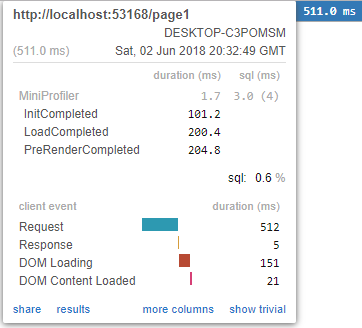 http://localhost:53168/page1
511.0 ms
DESKTOP-C3POMSM
(511.0 ms) Sat, 02 Jun 2018 20:32:49 GMT
duration (ms) sql (ms)
MiniProfiler 1.7 3.0 (4)
InitCompleted 101.2
LoadCompleted 200.4
PreRenderCompleted 204.8
sql: 0.6 %
client event duration (ms)
Request 512
Response 5
DOM Loading 151
DOM Content Loaded 21
share results more columns show trivial